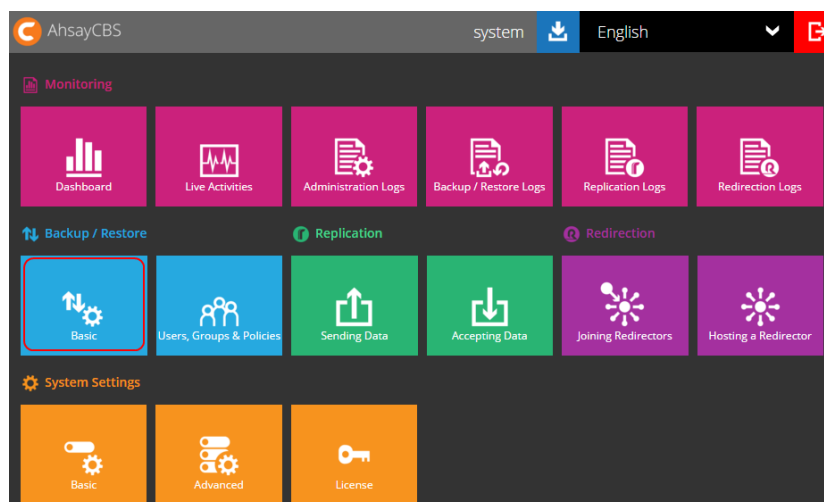 AhsayCBS system English
Monitoring
Dashboard Live Activities Administration Logs Backup / Restore Logs Replication Logs Redirection Logs
Backup / Restore Replication Redirection
Basic Users, Groups & Policies Sending Data Accepting Data Joining Redirectors Hosting a Redirector
System Settings
Basic Advanced License